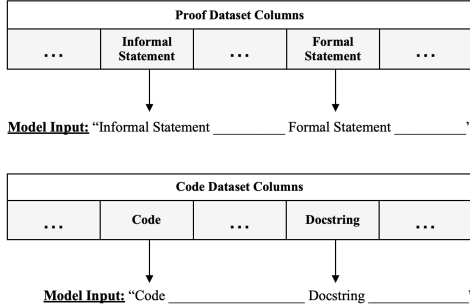 Proof Dataset Columns
... Informal Statement ... Formal Statement ...
Model Input: “Informal Statement __________ Formal Statement __________”
Code Dataset Columns
... Code ... Docstring ...
Model Input: “Code ___________________ Docstring __________________”